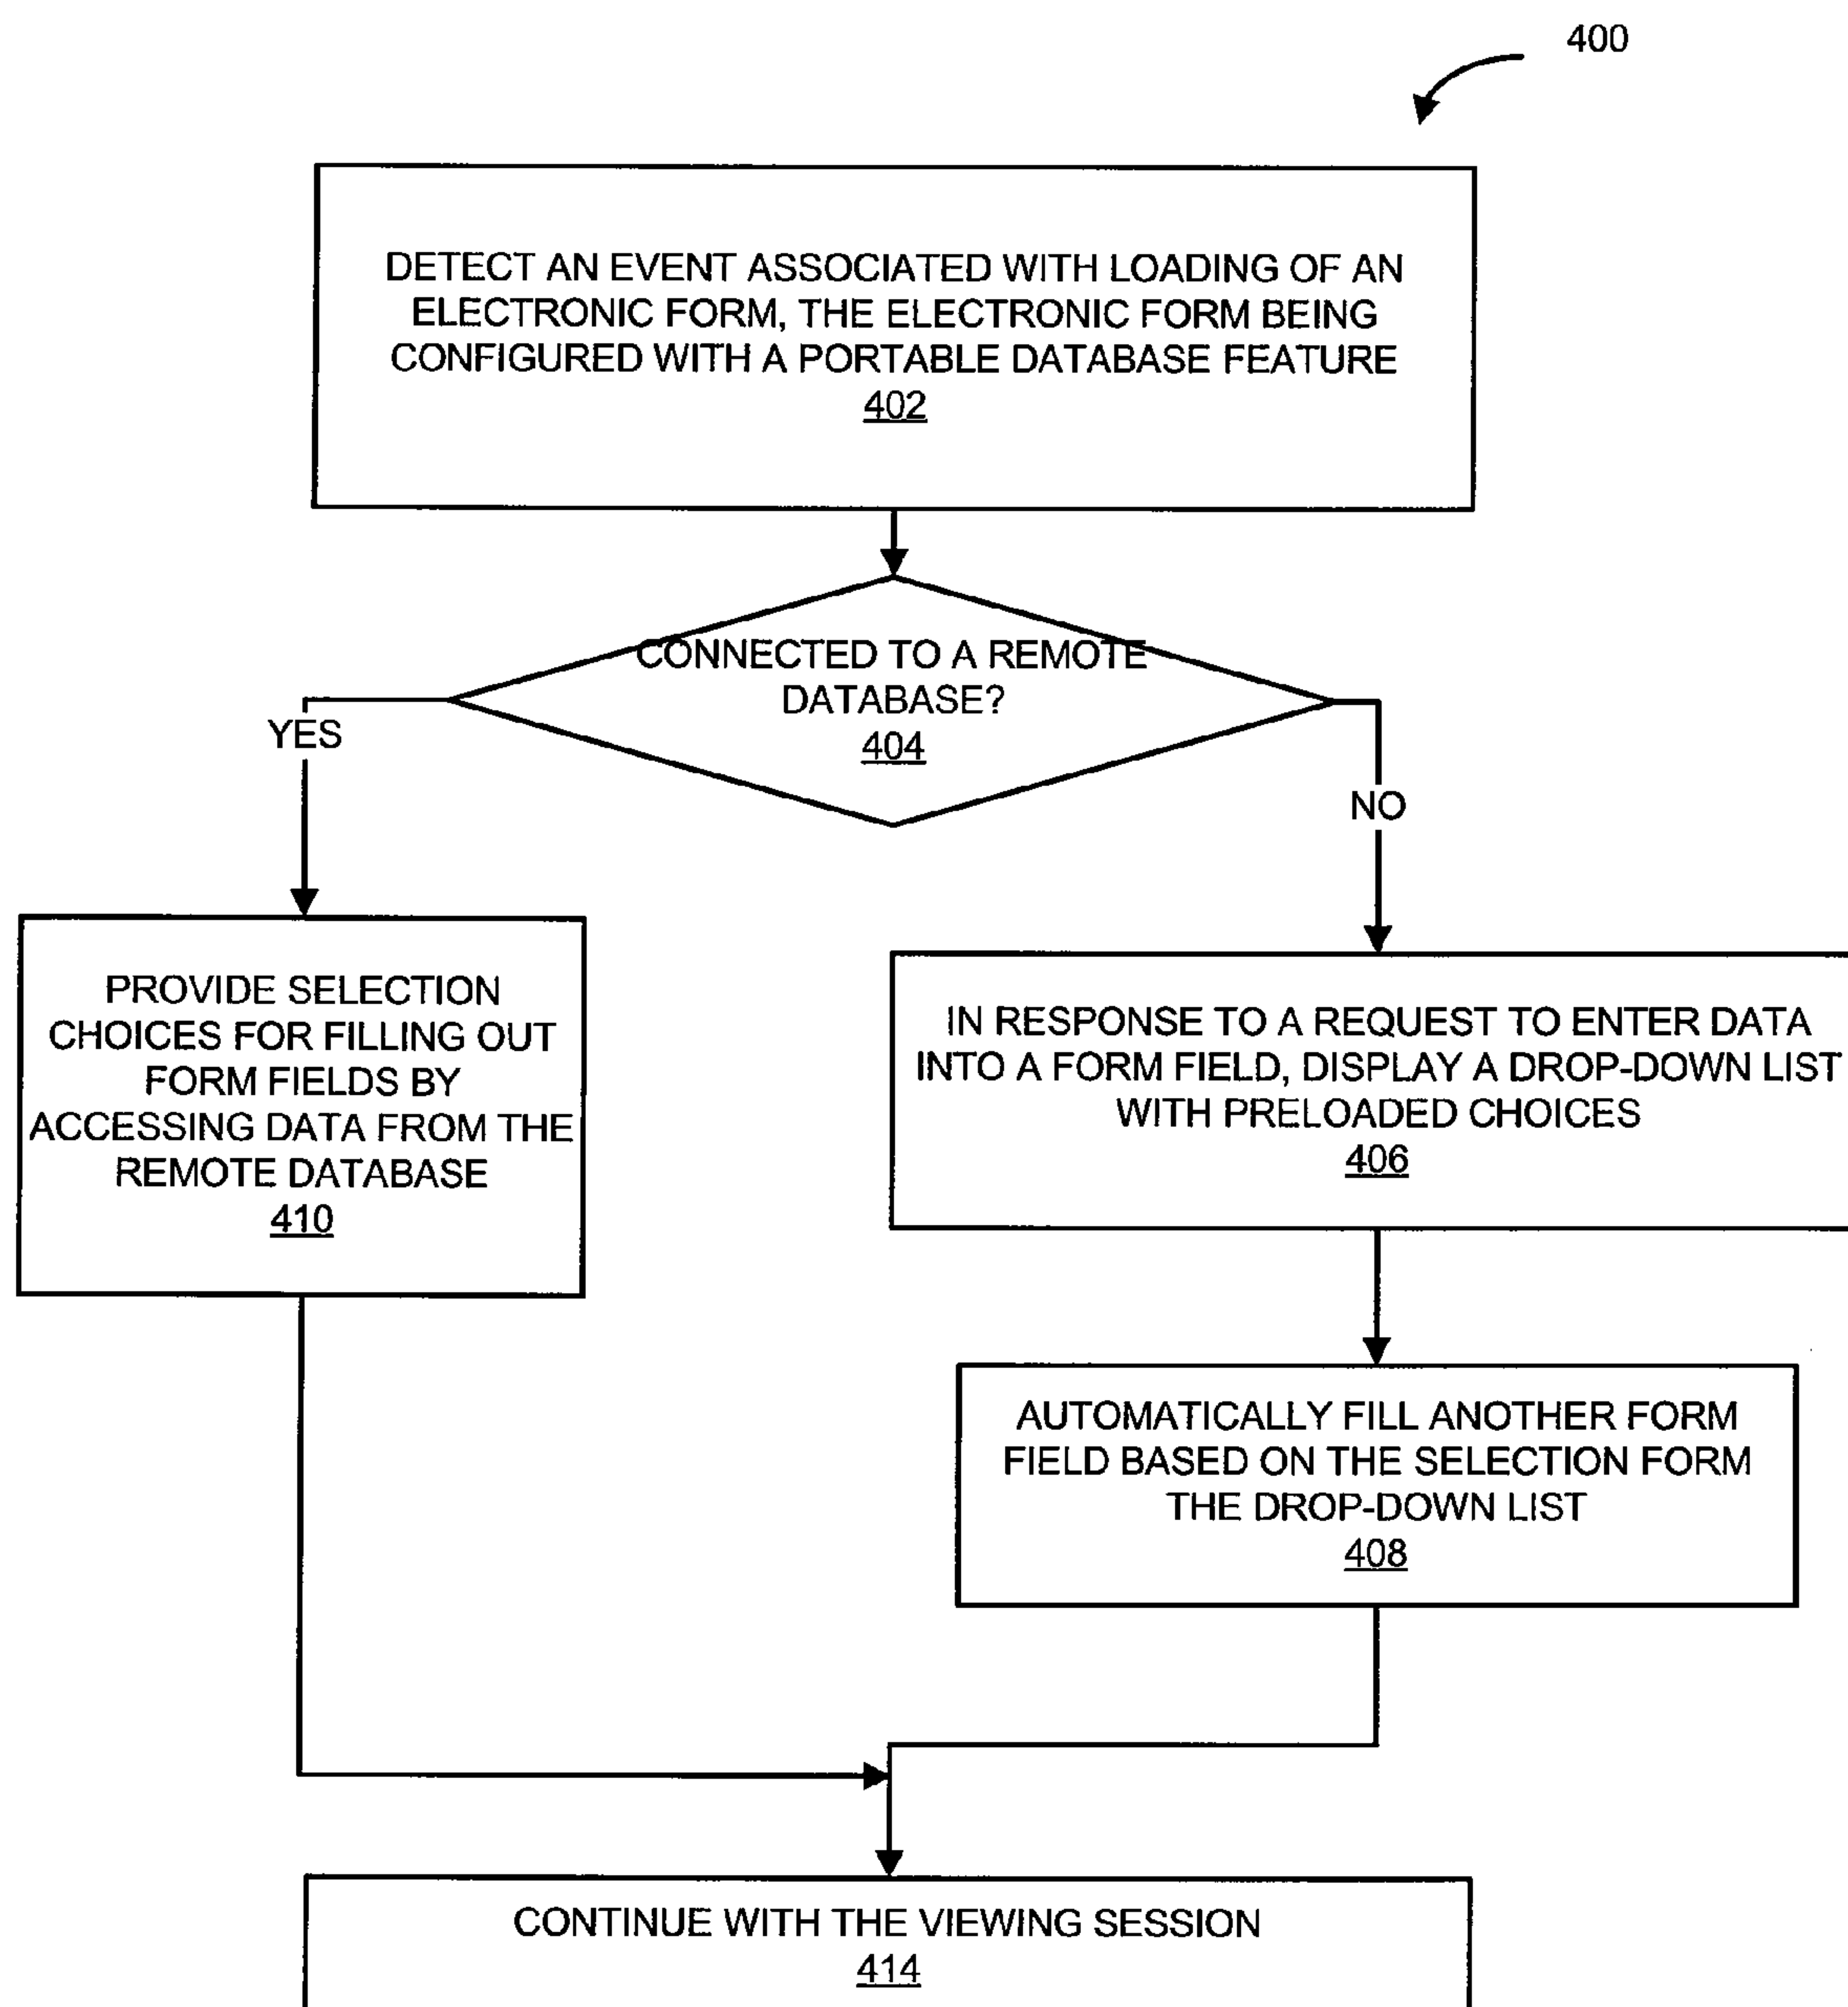 400
DETECT AN EVENT ASSOCIATED WITH LOADING OF AN
ELECTRONIC FORM, THE ELECTRONIC FORM BEING
CONFIGURED WITH A PORTABLE DATABASE FEATURE
402
CONNECTED TO A REMOTE
DATABASE?
404
YES
NO
PROVIDE SELECTION
CHOICES FOR FILLING OUT
FORM FIELDS BY
ACCESSING DATA FROM THE
REMOTE DATABASE
410
IN RESPONSE TO A REQUEST TO ENTER DATA
INTO A FORM FIELD, DISPLAY A DROP-DOWN LIST
WITH PRELOADED CHOICES
406
AUTOMATICALLY FILL ANOTHER FORM
FIELD BASED ON THE SELECTION FORM
THE DROP-DOWN LIST
408
CONTINUE WITH THE VIEWING SESSION
414